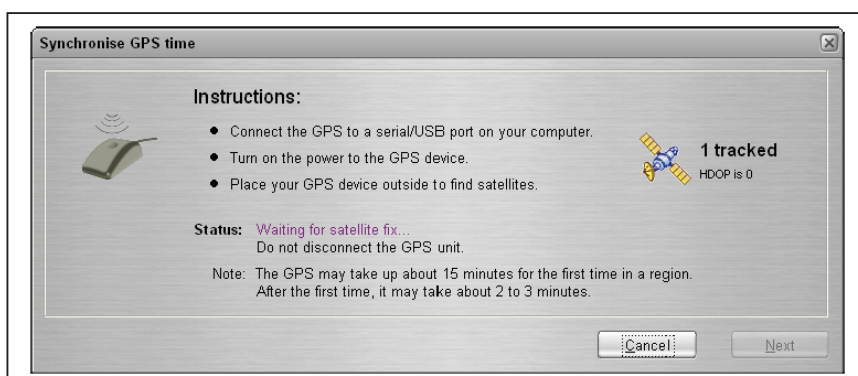 Synchronise GPS time
Instructions:
Connect the GPS to a serial/USB port on your computer.
Turn on the power to the GPS device.
Place your GPS device outside to find satellites.
1 tracked
HDOP is 0
Status: Waiting for satellite fix...
Do not disconnect the GPS unit.
Note: The GPS may take up about 15 minutes for the first time in a region.
After the first time, it may take about 2 to 3 minutes.
Cancel Next